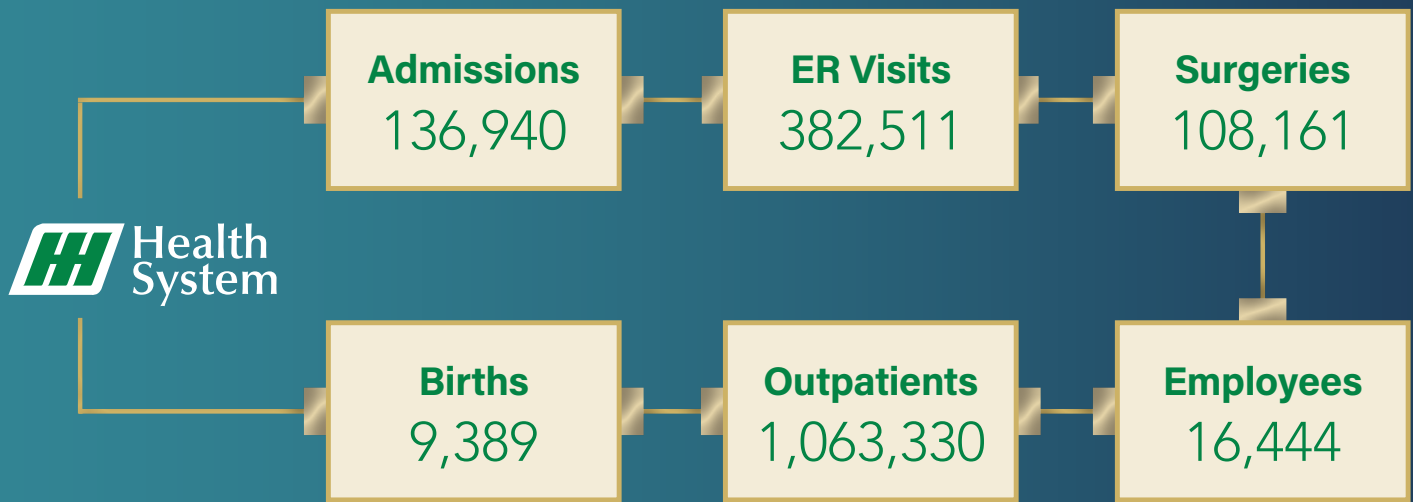 Admissions
136,940
ER Visits
382,511
Surgeries
108,161
Health
System
Births
9,389
Outpatients
1,063,330
Employees
16,444